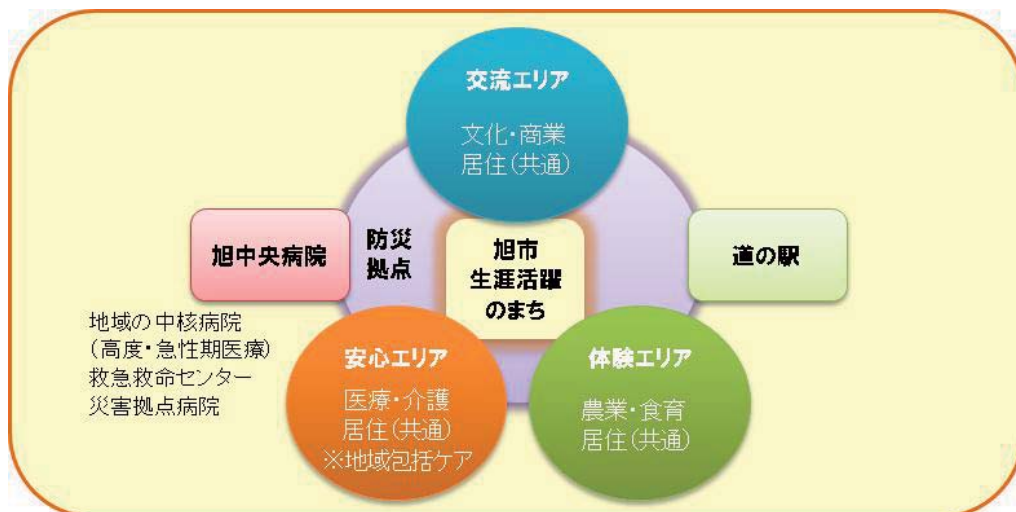 交流エリア
文化・商業
居住(共通)
旭中央病院
防災
拠点
旭市
生涯活躍
のまち
道の駅
地域の中核病院
(高度・急性期医療)
救急救命センター
災害拠点病院
安心エリア
医療・介護
居住(共通)
※地域包括ケア
体験エリア
農業・食育
居住(共通)